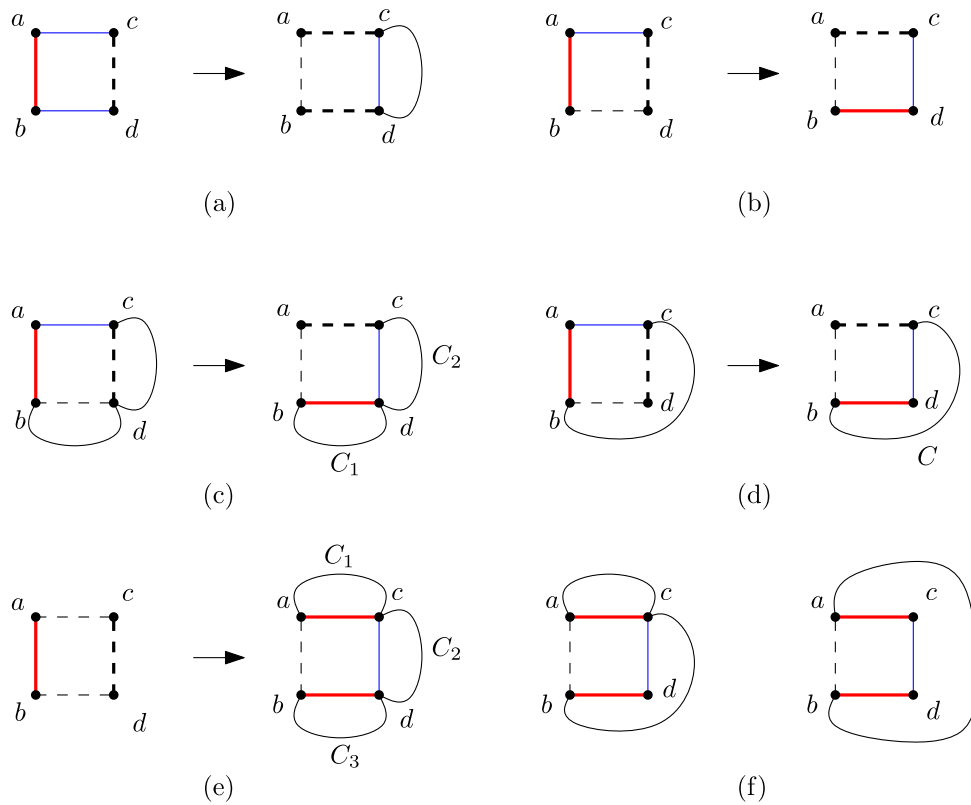 a c a c a c a c
b d b d b d b d
(a) (b)
a c a c a c a c
C₂
b d b d b d b d
C₁ C
(c) (d)
C₁
a c a c a c a c
C₂
b d b d b d b d
C₃
(e) (f)